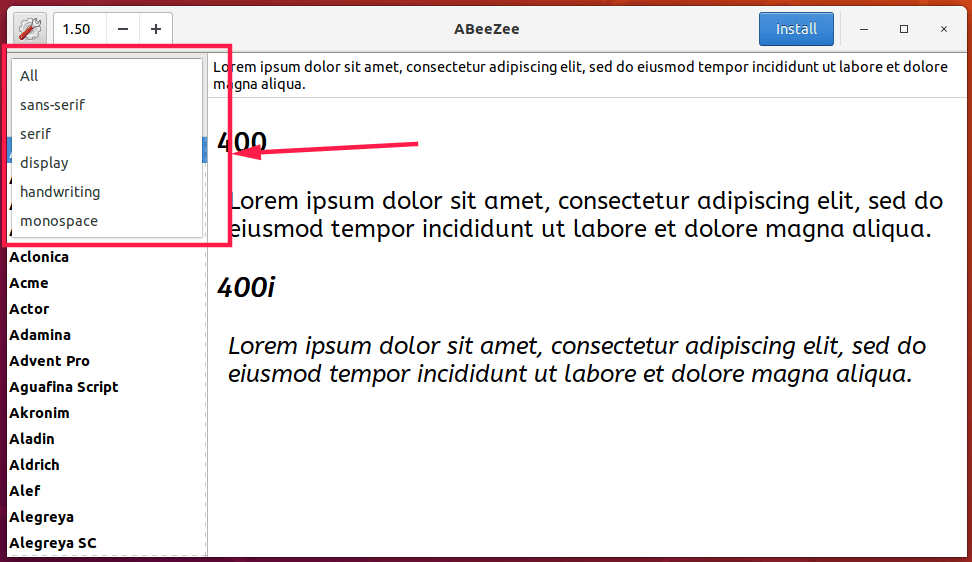 1.50
ABeeZee
Install
Lorem ipsum dolor sit amet, consectetur adipiscing elit, sed do eiusmod tempor incididunt ut labore et dolore
magna aliqua.
All
sans-serif
serif
display
handwriting
monospace
Aclonica
Acme
Actor
Adamina
Advent Pro
Aguafina Script
Akronim
Aladin
Aldrich
Alef
Alegreya
Alegreya SC
400
Lorem ipsum dolor sit amet, consectetur adipiscing elit, sed do
eiusmod tempor incididunt ut labore et dolore magna aliqua.
400i
Lorem ipsum dolor sit amet, consectetur adipiscing elit, sed do
eiusmod tempor incididunt ut labore et dolore magna aliqua.